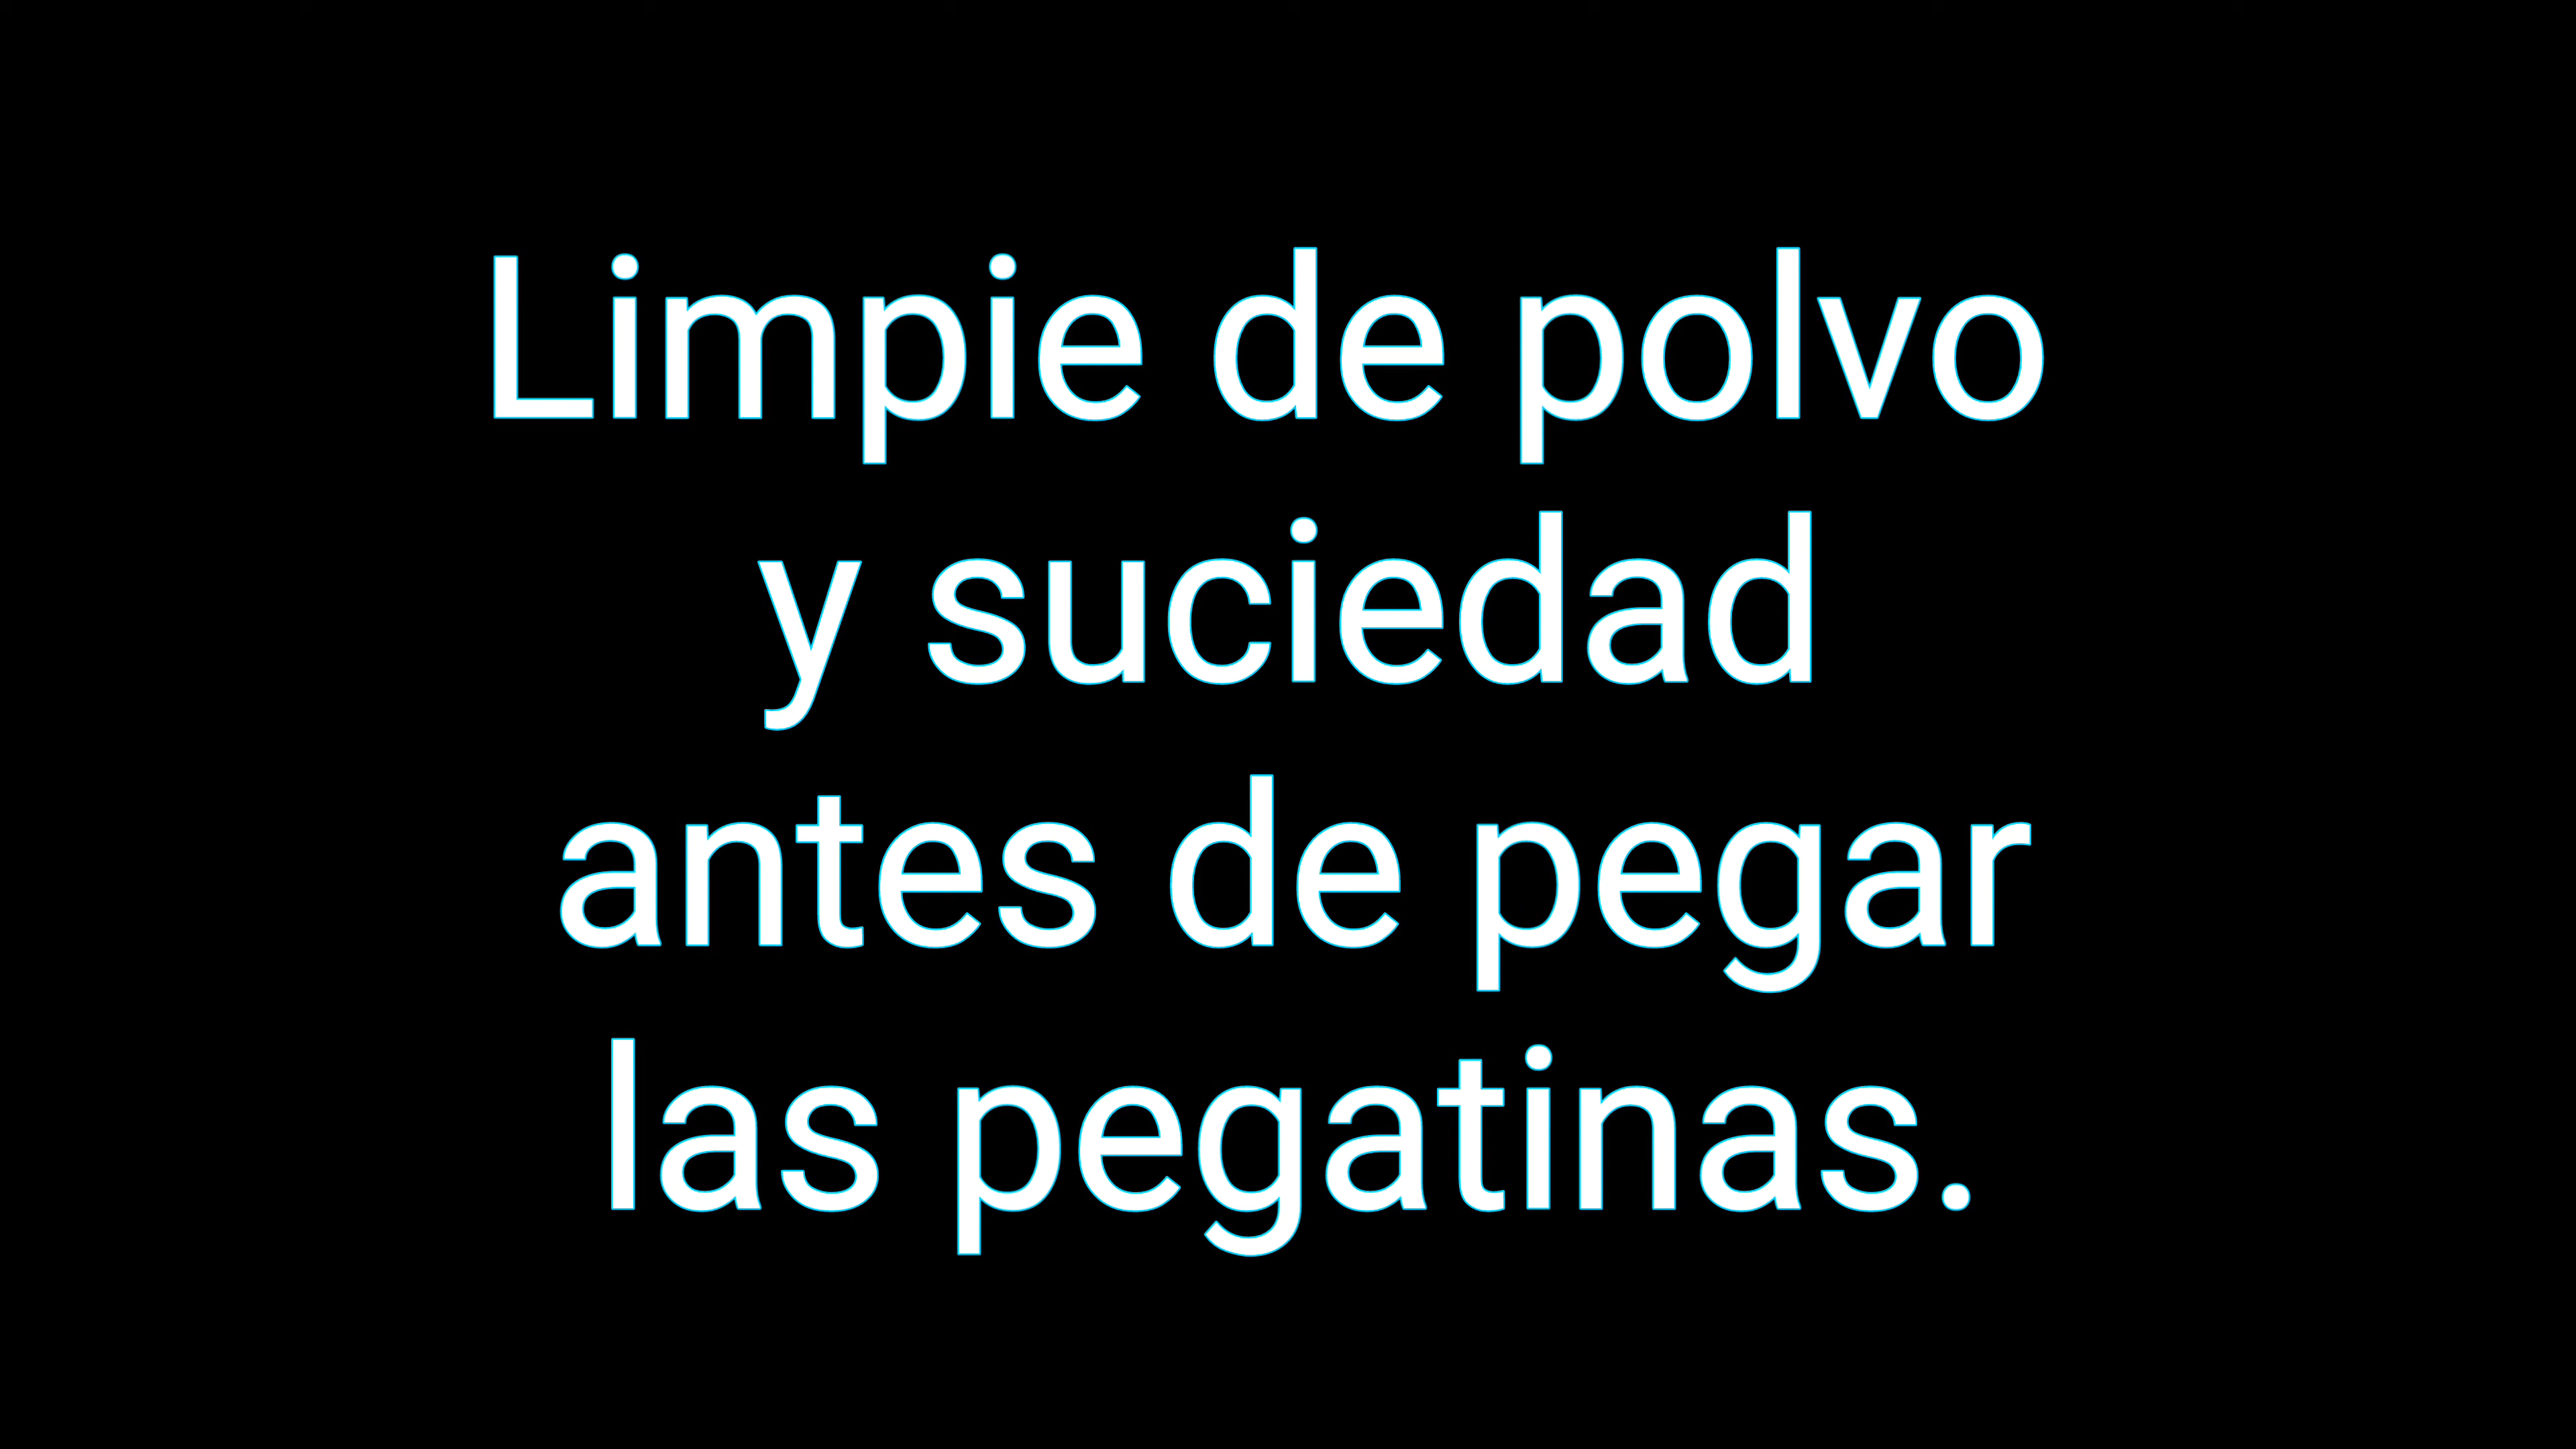 Limpie de polvo
y suciedad
antes de pegar
las pegatinas.